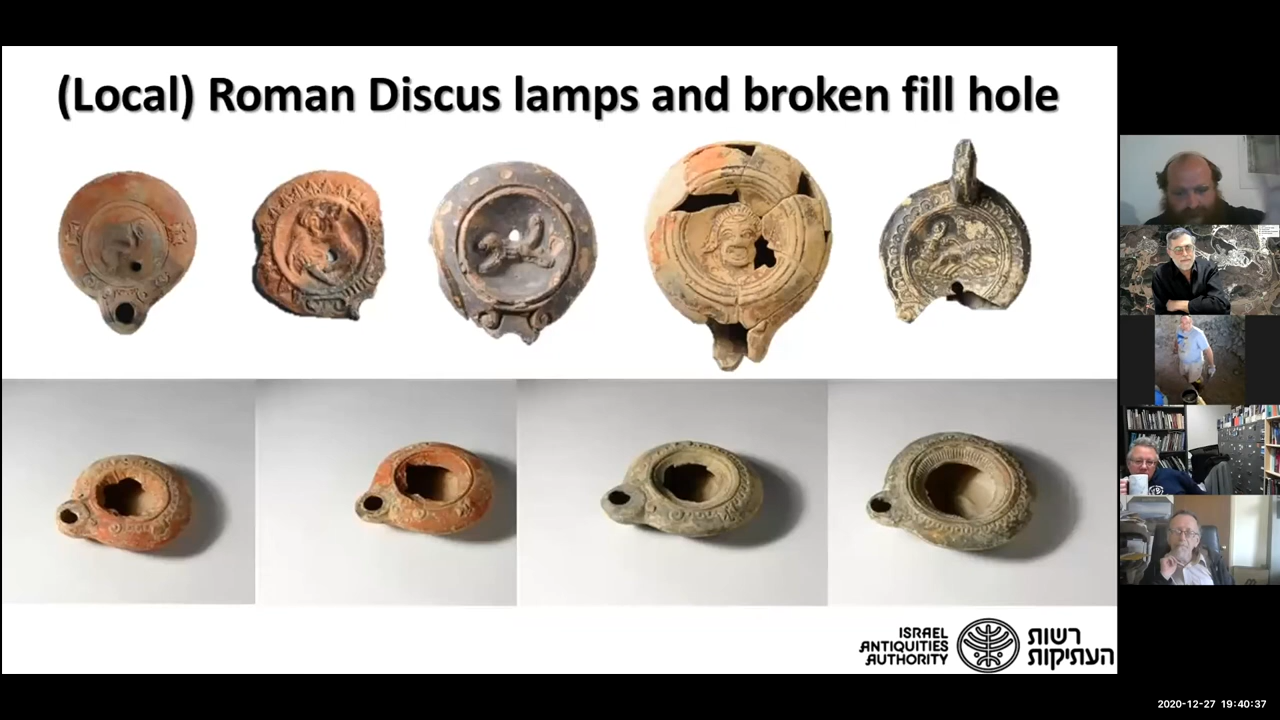 (Local) Roman Discus lamps and broken fill hole
ISRAEL
ANTIQUITIES
AUTHORITY
רשות
העתיקות
2020-12-27 19:40:37